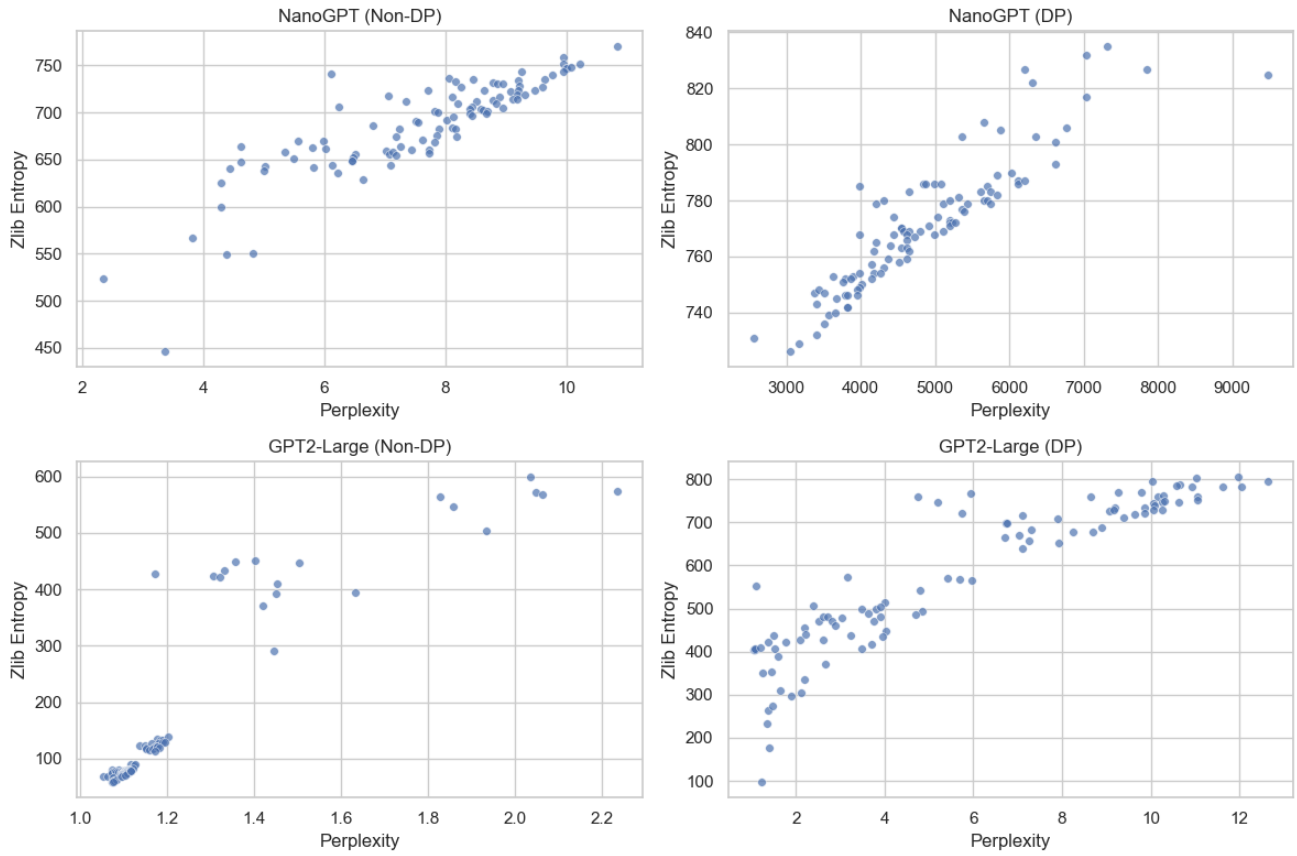 NanoGPT (Non-DP)
750
700
650
600
550
500
450
Zlib Entropy
2 4 6 8 10
Perplexity
NanoGPT (DP)
840
820
800
780
760
740
Zlib Entropy
3000 4000 5000 6000 7000 8000 9000
Perplexity
GPT2-Large (Non-DP)
600
500
400
300
200
100
Zlib Entropy
1.0 1.2 1.4 1.6 1.8 2.0 2.2
Perplexity
GPT2-Large (DP)
800
700
600
500
400
300
200
100
Zlib Entropy
2 4 6 8 10 12
Perplexity